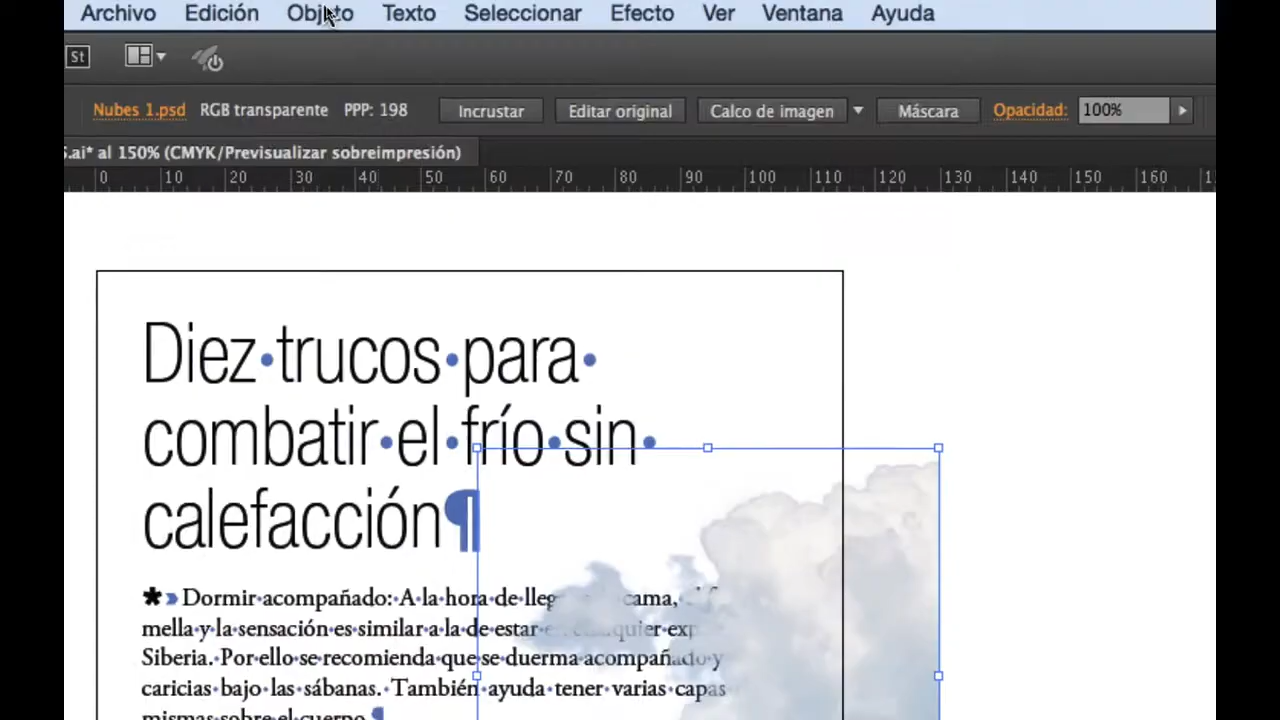 Archivo Edición Objeto Texto Seleccionar Efecto Ver Ventana Ayuda
St
Nubes 1.psd RGB transparente PPP: 198 Incrustar Editar original Calco de imagen Máscara Opacidad: 100%
.ai* al 150% (CMYK/Previsualizar sobreimpresión)
0 10 20 30 40 50 60 70 80 90 100 110 120 130 140 150 160
Diez·trucos·para·
combatir·el·frío·sin·
calefacción¶
*»Dormir·acompañado:·A·la·hora·de·lleg cama,·
mella·y·la·sensación·es·similar·a·la·de·estar·
Siberia.·Por·ello·se·recomienda·que·se·duerma·acompañado·y
caricias·bajo·las·sábanas.·También·ayuda·tener·varias·capas
mismas·sobre·el·cuerpo.¶